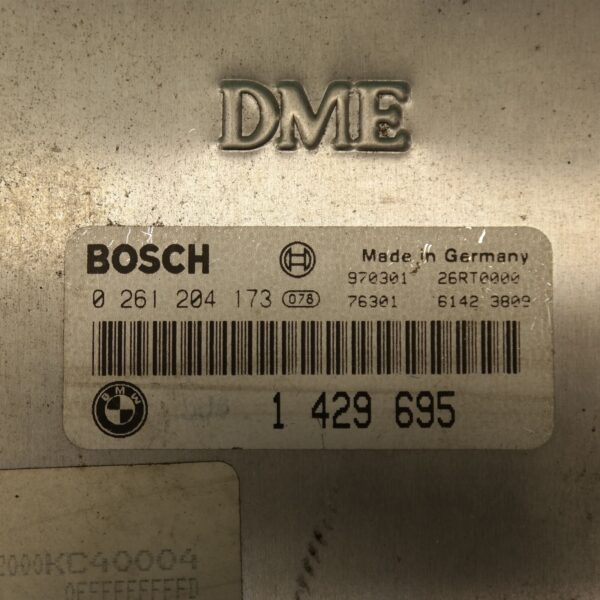 DME
BOSCH Made in Germany
970301 26RT0000
0 261 204 173 078 76301 6142 3809
BMW 1 429 695
000KC40004